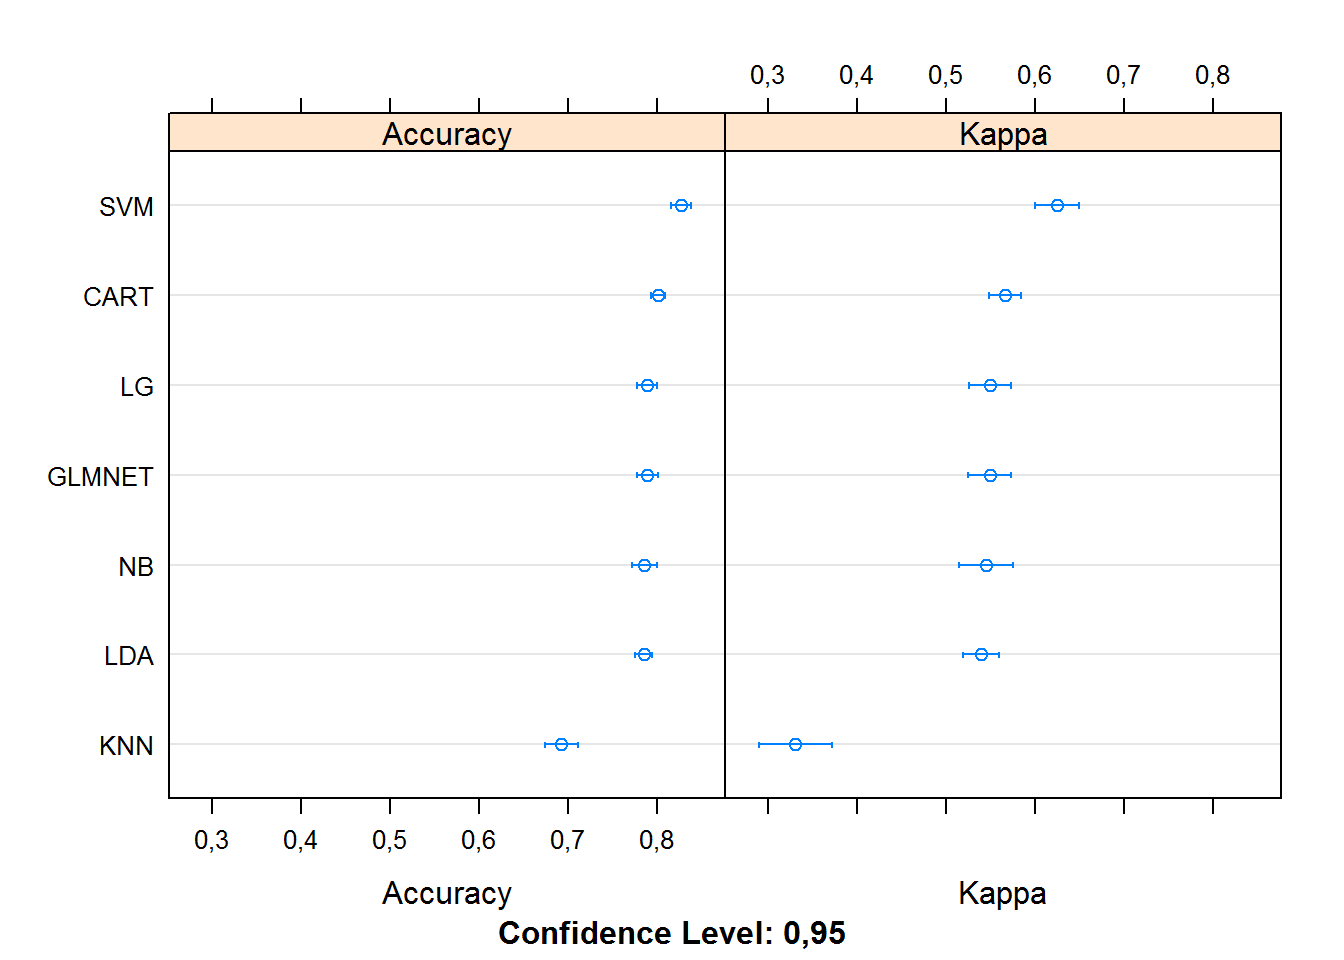 0,3 0,4 0,5 0,6 0,7 0,8
Accuracy Kappa
SVM
CART
LG
GLMNET
NB
LDA
KNN
0,3 0,4 0,5 0,6 0,7 0,8
Accuracy Kappa
Confidence Level: 0,95